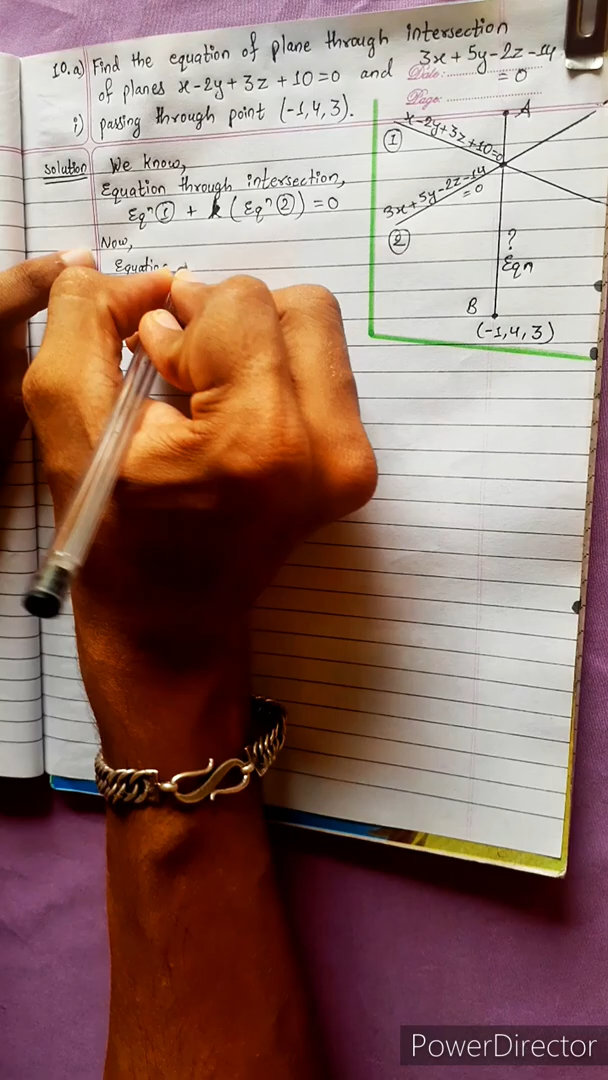 10.a) Find the equation of plane through intersection
of planes x-2y+3z+10=0 and 3x+5y-2z-14
=0
Date:
Page:
i) passing through point (-1,4,3).
solution We know,
Equation through intersection,
Eqⁿ ① + k (Eqⁿ ②) = 0
Now,
A
x-2y+3z+10=0
①
3x+5y-2z-14
=0
②
?
Eqn
B
(-1,4,3)
PowerDirector